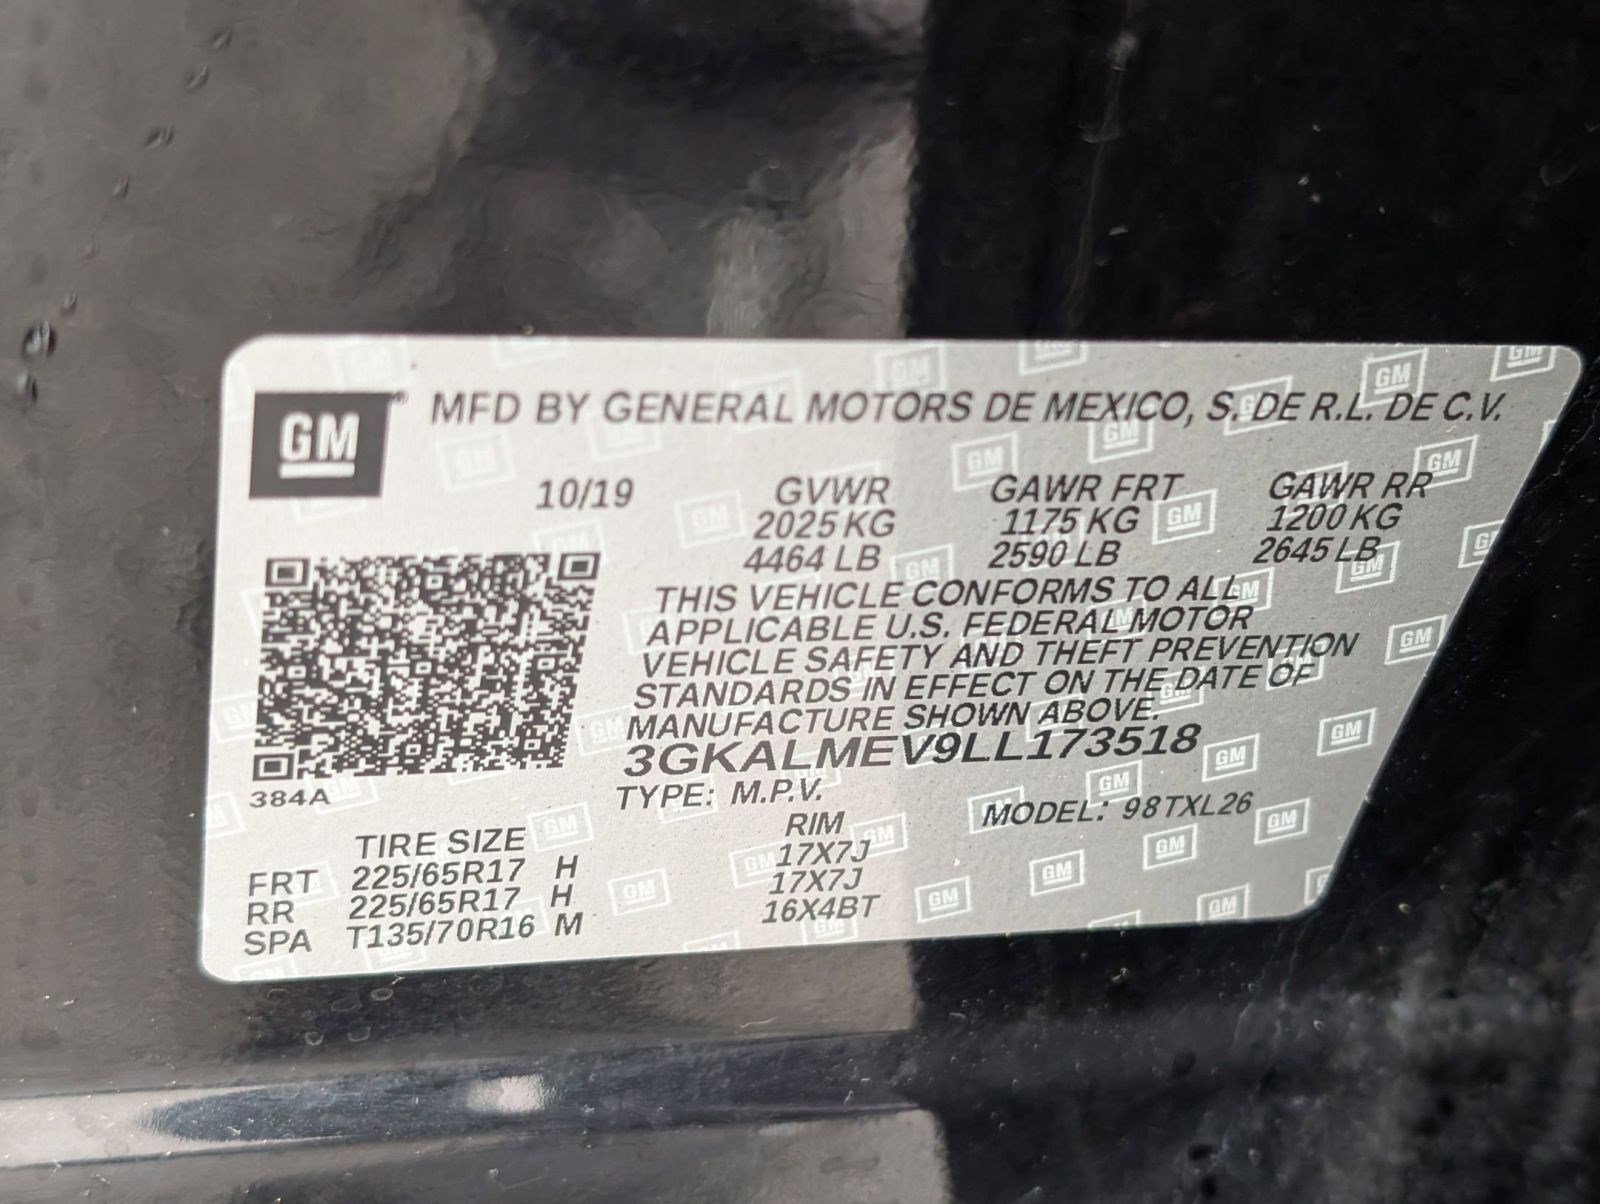 GM ® MFD BY GENERAL MOTORS DE MEXICO, S. DE R.L. DE C.V.
10/19 GVWR GAWR FRT GAWR RR
2025 KG 1175 KG 1200 KG
4464 LB 2590 LB 2645 LB
THIS VEHICLE CONFORMS TO ALL
APPLICABLE U.S. FEDERAL MOTOR
VEHICLE SAFETY AND THEFT PREVENTION
STANDARDS IN EFFECT ON THE DATE OF
MANUFACTURE SHOWN ABOVE.
3GKALMEV9LL173518
384A
TYPE: M.P.V. MODEL: 98TXL26
TIRE SIZE RIM
FRT 225/65R17 H 17X7J
RR 225/65R17 H 17X7J
SPA T135/70R16 M 16X4BT